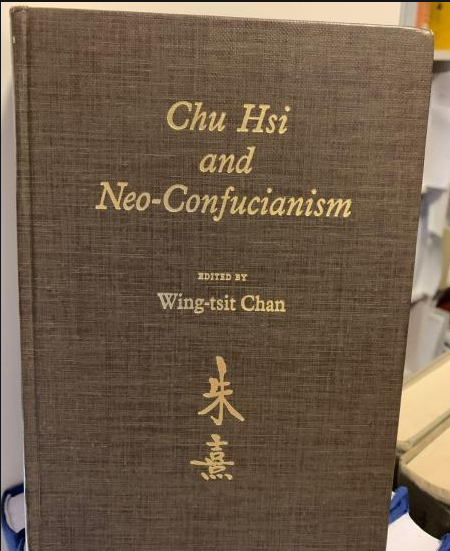 Chu Hsi
and
Neo-Confucianism
EDITED BY
Wing-tsit Chan
朱
熹